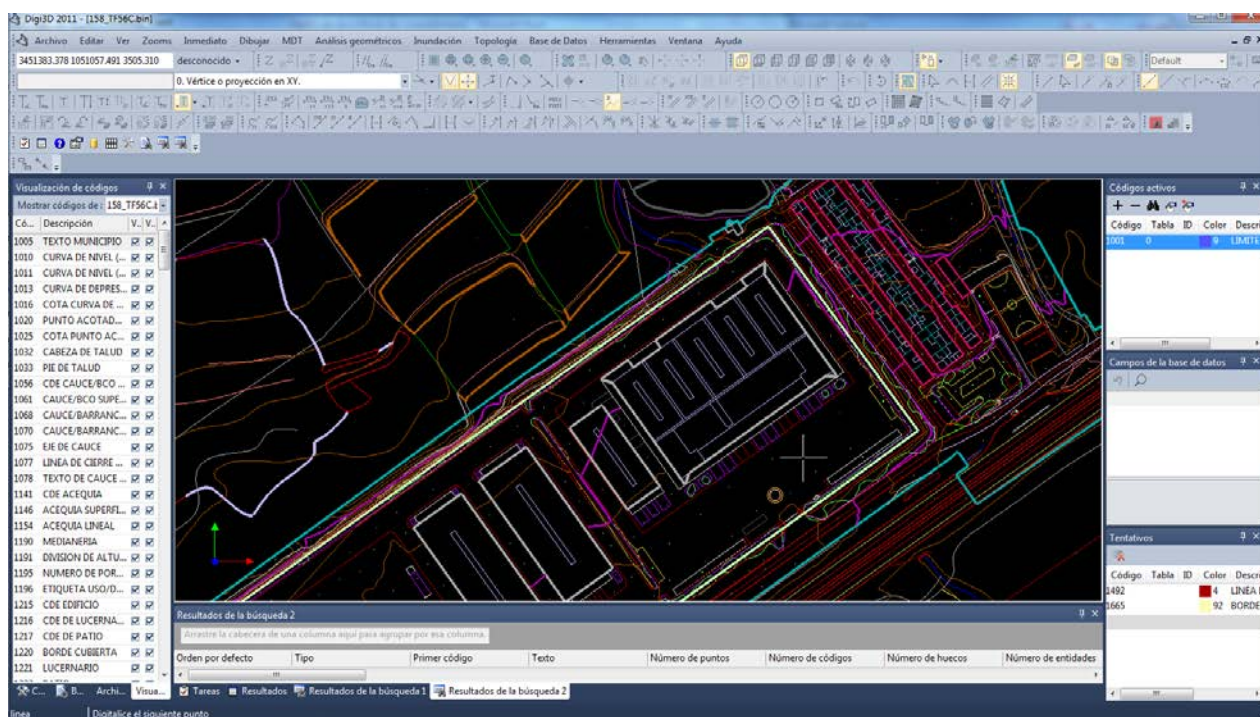 Digi3D 2011 - [158_TF56C.bin]
Archivo Editar Ver Zooms Inmediato Dibujar MDT Análisis geométricos Inundación Topología Base de Datos Herramientas Ventana Ayuda
3451383.378 1051057.491 3505.310 desconocido
Default
0. Vértice o proyección en XY.
Visualización de códigos
Mostrar códigos de: 158_TF56C.t
Có... Descripción V... V...
1005 TEXTO MUNICIPIO
1010 CURVA DE NIVEL (...
1011 CURVA DE NIVEL (...
1013 CURVA DE DEPRES...
1016 COTA CURVA DE ...
1020 PUNTO ACOTAD...
1025 COTA PUNTO AC...
1032 CABEZA DE TALUD
1033 PIE DE TALUD
1056 CDE CAUCE/BCO ...
1061 CAUCE/BCO SUPE...
1068 CAUCE/BARRANC...
1070 CAUCE/BARRANC...
1075 EJE DE CAUCE
1077 LINEA DE CIERRE ...
1078 TEXTO DE CAUCE ...
1141 CDE ACEQUIA
1146 ACEQUIA SUPERFI...
1154 ACEQUIA LINEAL
1190 MEDIANERIA
1191 DIVISION DE ALTU...
1195 NUMERO DE POR...
1196 ETIQUETA USO/D...
1215 CDE EDIFICIO
1216 CDE DE LUCERNA...
1217 CDE DE PATIO
1220 BORDE CUBIERTA
1221 LUCERNARIO
C... B... Archi... Visua...
Códigos activos
Código Tabla ID Color Descri
1001 0 9 LIMITE
Campos de la base de datos
Tentativos
Código Tabla ID Color Descri
1492 4 LINEA
1665 92 BORDE
Resultados de la búsqueda 2
Arrastre la cabecera de una columna aquí para agrupar por esa columna.
Orden por defecto Tipo Primer código Texto Número de puntos Número de códigos Número de huecos Número de entidades
Tareas Resultados Resultados de la búsqueda 1 Resultados de la búsqueda 2
linea Digitalice el siguiente punto